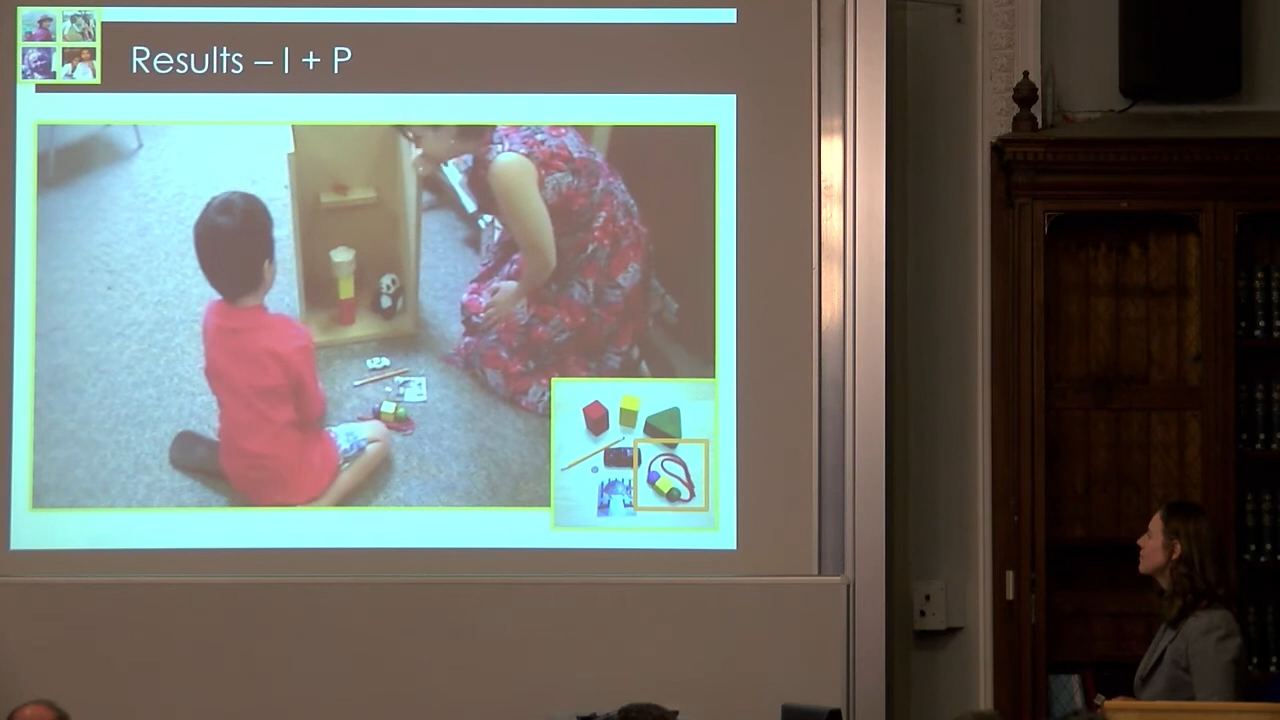 Results – I + P